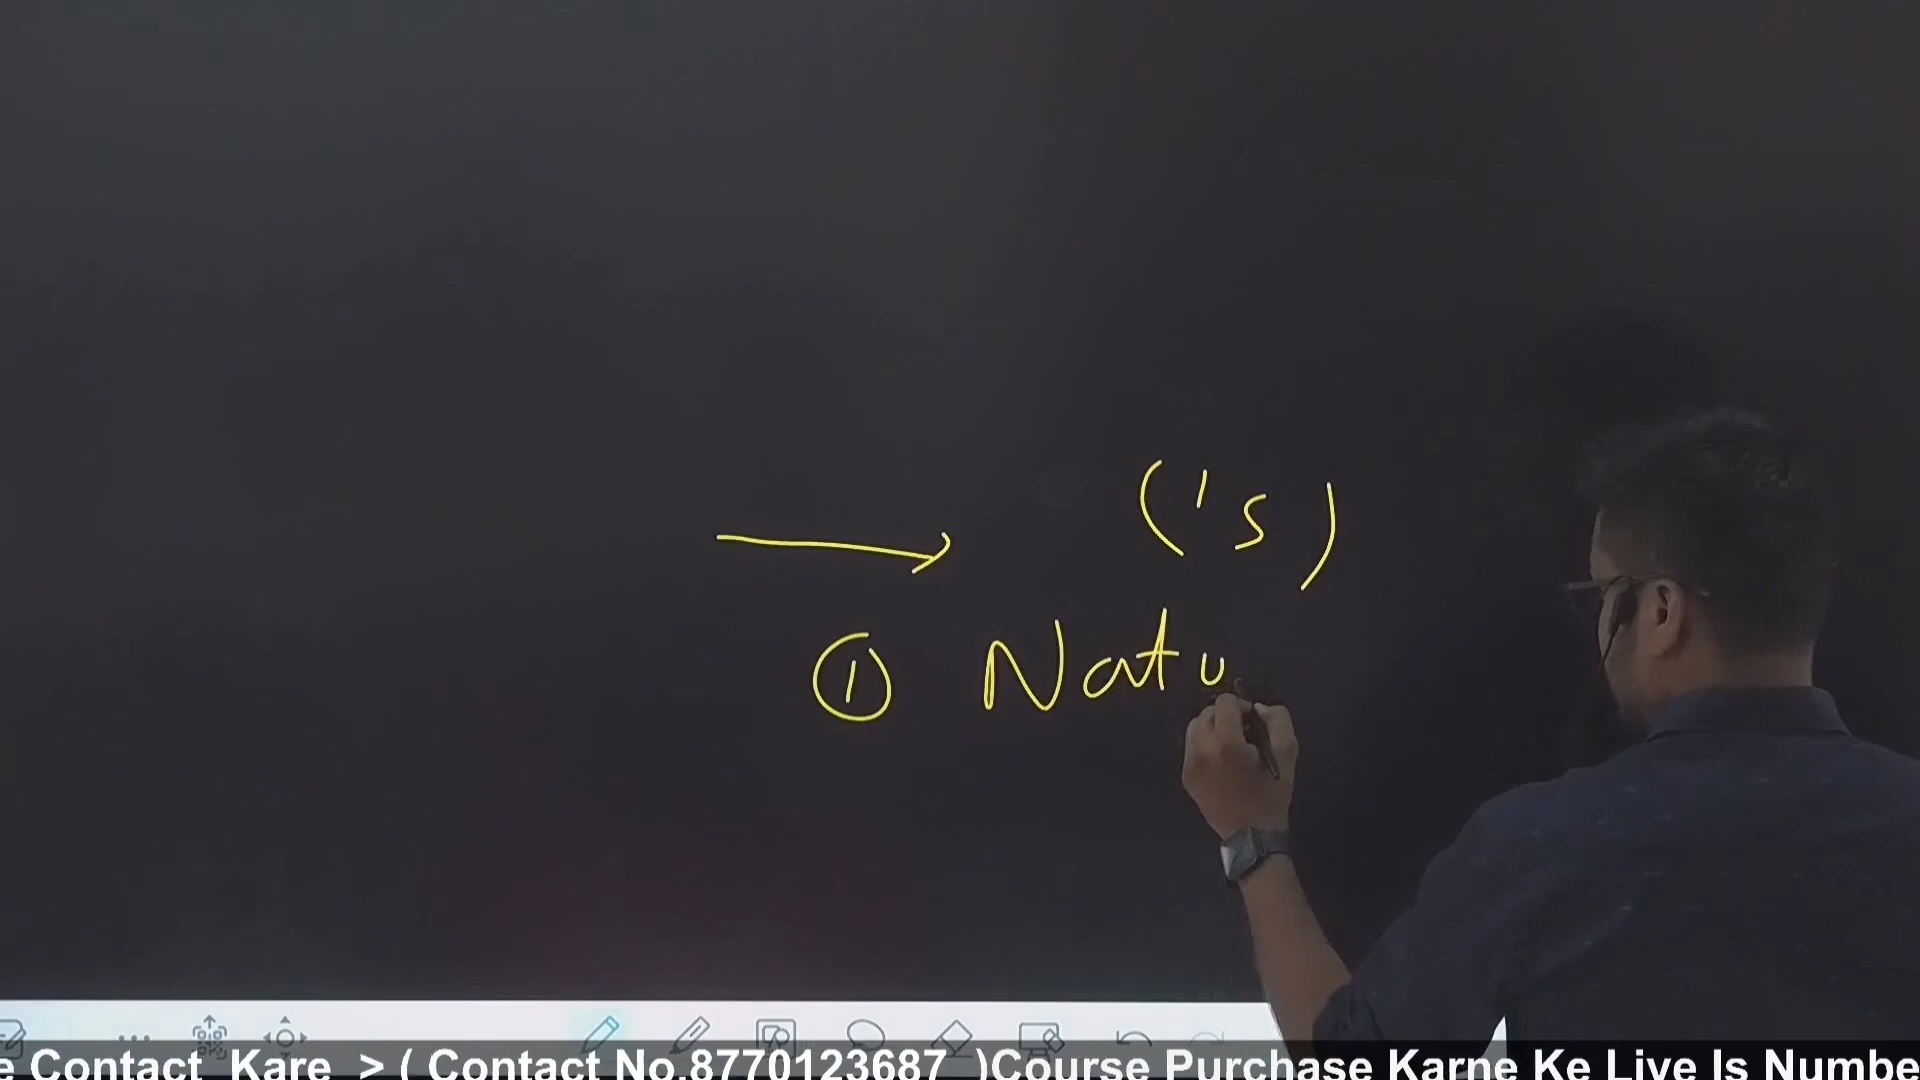 → ('s)
① Natu
e Contact Kare > ( Contact No.8770123687 )Course Purchase Karne Ke Live Is Numbe